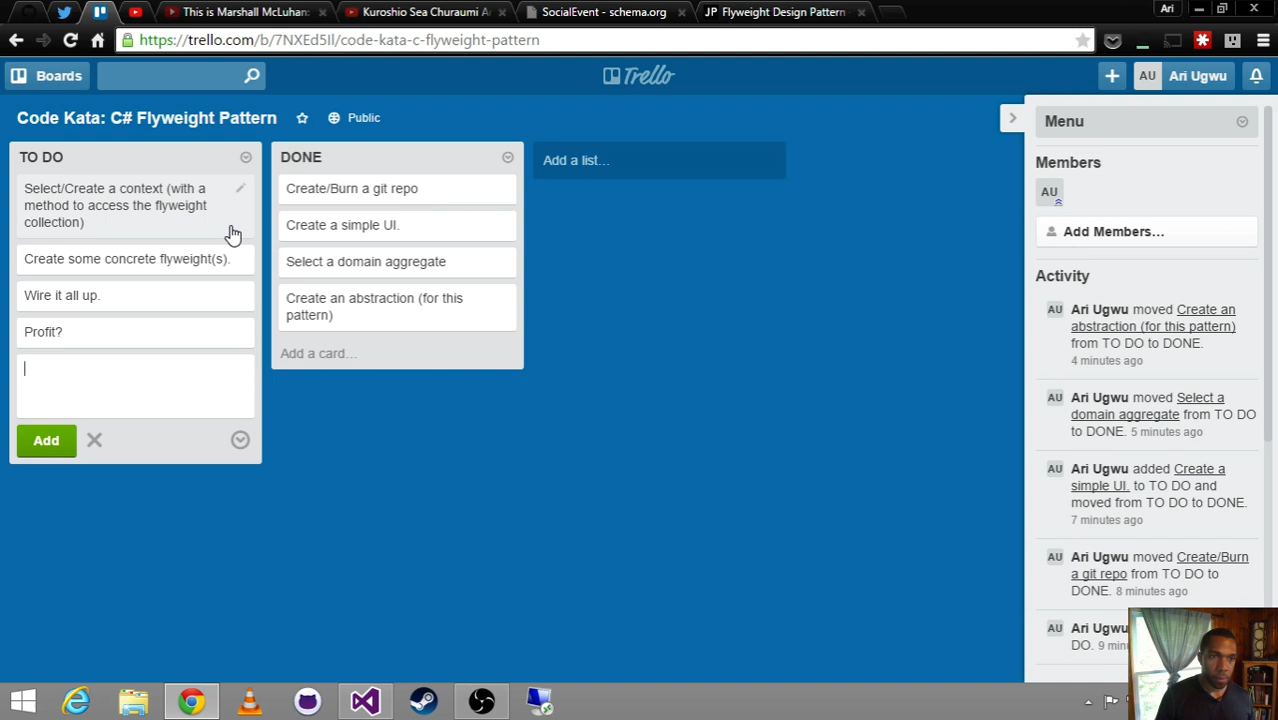 This is Marshall McLuhan:
Kuroshio Sea Churaumi A
SocialEvent - schema.org
JP Flyweight Design Pattern
Ari
https://trello.com/b/7NXEd5Il/code-kata-c-flyweight-pattern
Boards
Trello
AU Ari Ugwu
Code Kata: C# Flyweight Pattern
Public
Menu
TO DO
Select/Create a context (with a
method to access the flyweight
collection)
Create some concrete flyweight(s).
Wire it all up.
Profit?
Add
DONE
Create/Burn a git repo
Create a simple UI.
Select a domain aggregate
Create an abstraction (for this
pattern)
Add a card…
Add a list…
Members
AU
Add Members…
Activity
AU Ari Ugwu moved Create an
abstraction (for this pattern)
from TO DO to DONE.
4 minutes ago
AU Ari Ugwu moved Select a
domain aggregate from TO DO
to DONE. 5 minutes ago
AU Ari Ugwu added Create a
simple UI. to TO DO and
moved from TO DO to DONE.
7 minutes ago
AU Ari Ugwu moved Create/Burn
a git repo from TO DO to
DONE. 8 minutes ago
AU Ari Ugwu
DO. 9 min